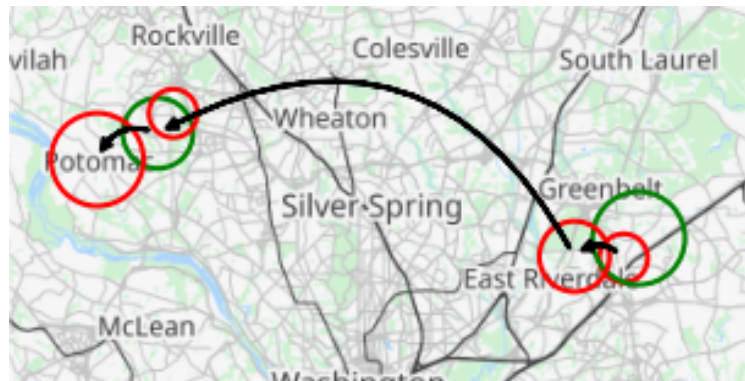 Rockville
Colesville
vilah
South Laurel
Wheaton
Potomac
Greenbelt
Silver Spring
East Riverdale
McLean
Washington